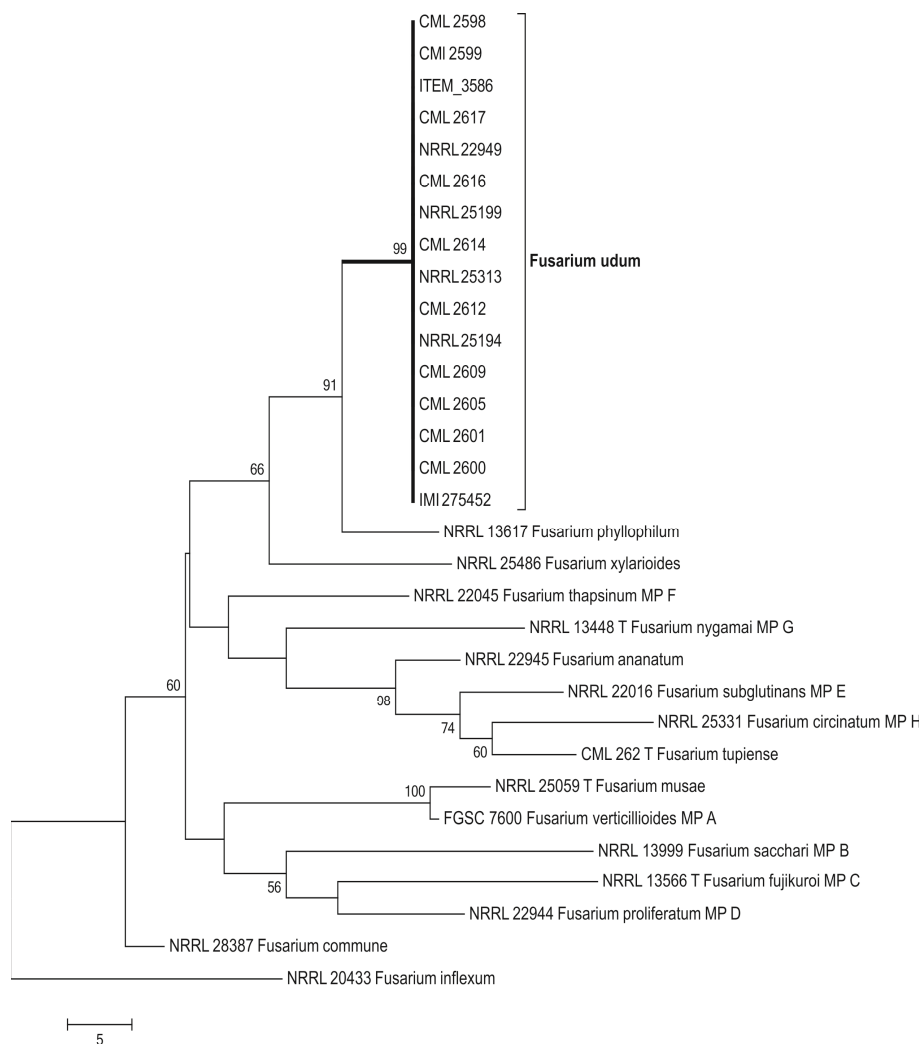 CML 2598
CMI 2599
ITEM_3586
CML 2617
NRRL 22949
CML 2616
NRRL 25199
99
CML 2614
Fusarium udum
NRRL 25313
CML 2612
NRRL 25194
CML 2609
91
CML 2605
CML 2601
66
CML 2600
IMI 275452
NRRL 13617 Fusarium phyllophilum
NRRL 25486 Fusarium xylarioides
NRRL 22045 Fusarium thapsinum MP F
NRRL 13448 T Fusarium nygamai MP G
NRRL 22945 Fusarium ananatum
60
98
NRRL 22016 Fusarium subglutinans MP E
74
NRRL 25331 Fusarium circinatum MP H
60
CML 262 T Fusarium tupiense
NRRL 25059 T Fusarium musae
100
FGSC 7600 Fusarium verticillioides MP A
NRRL 13999 Fusarium sacchari MP B
56
NRRL 13566 T Fusarium fujikuroi MP C
NRRL 22944 Fusarium proliferatum MP D
NRRL 28387 Fusarium commune
NRRL 20433 Fusarium inflexum
5